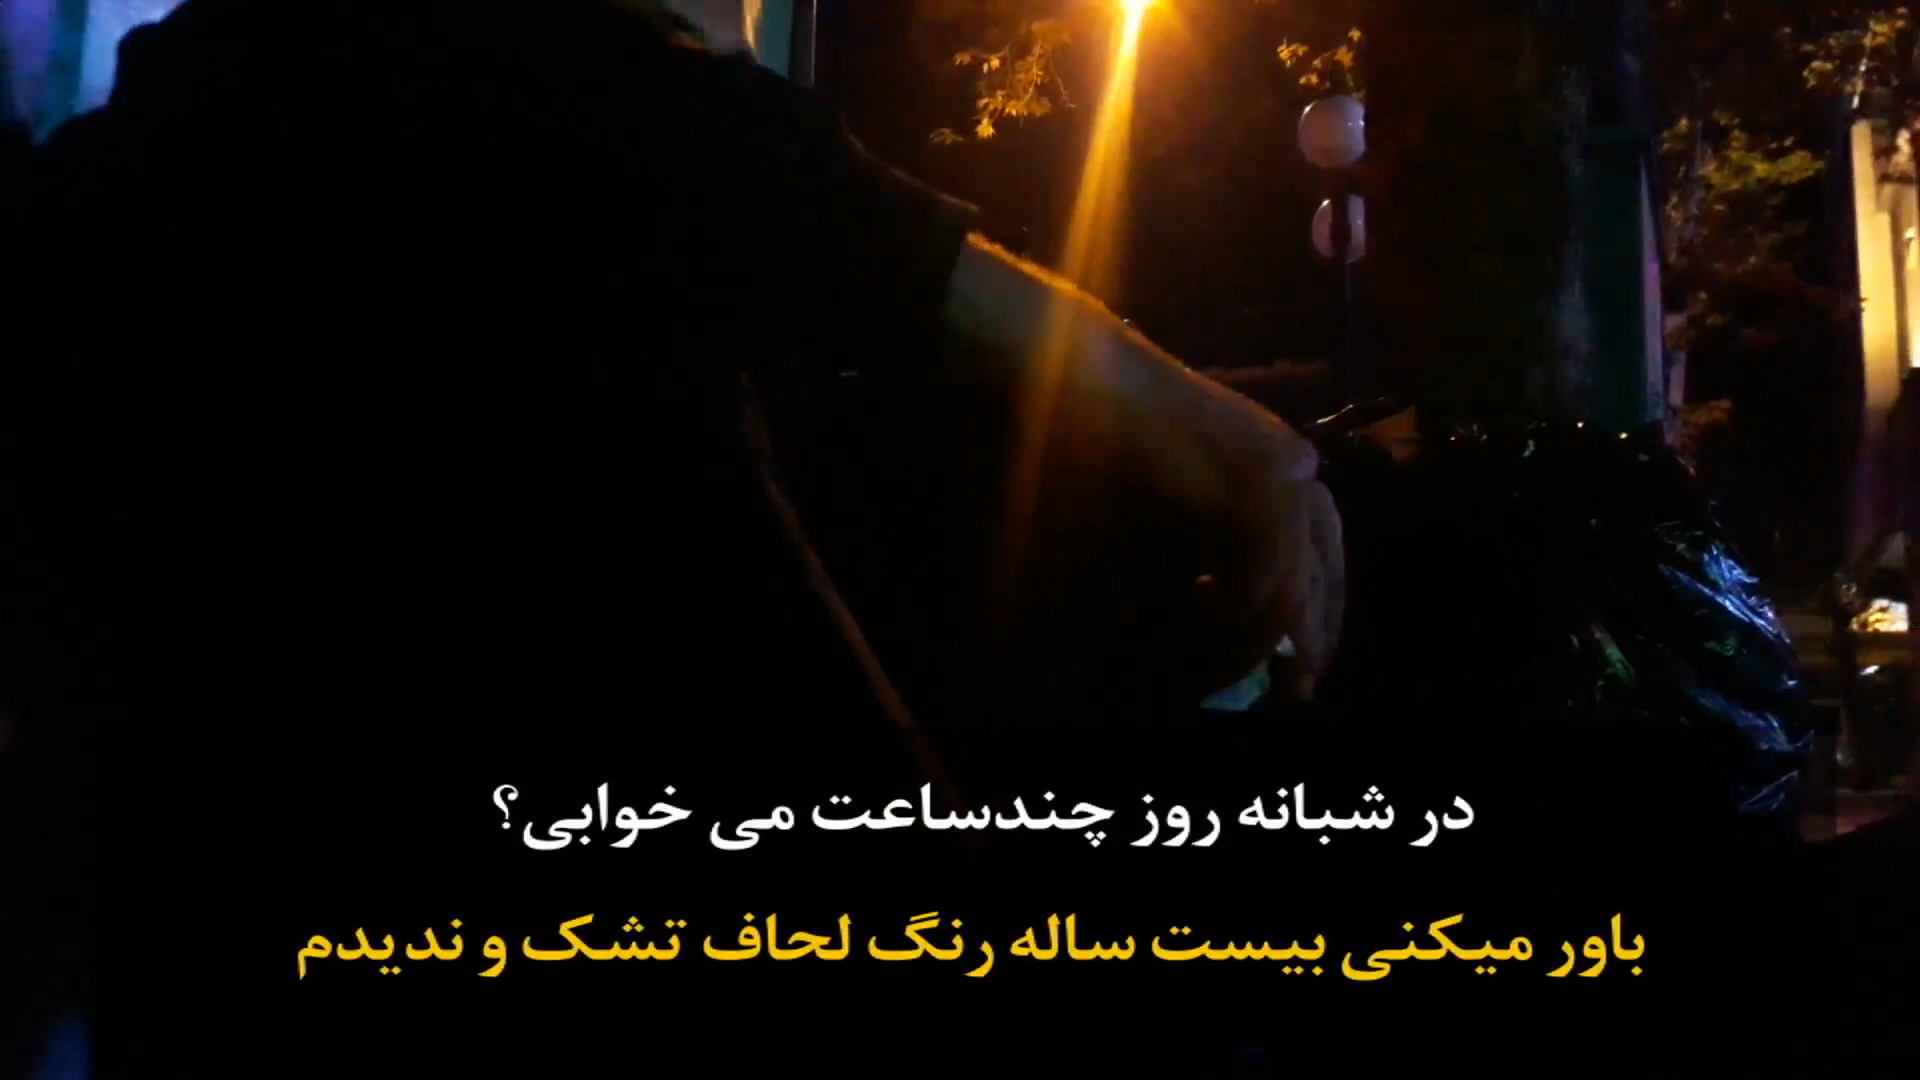 در شبانه روز چندساعت می خوابی؟
باور میکنی بیست ساله رنگ لحاف تشک و ندیدم